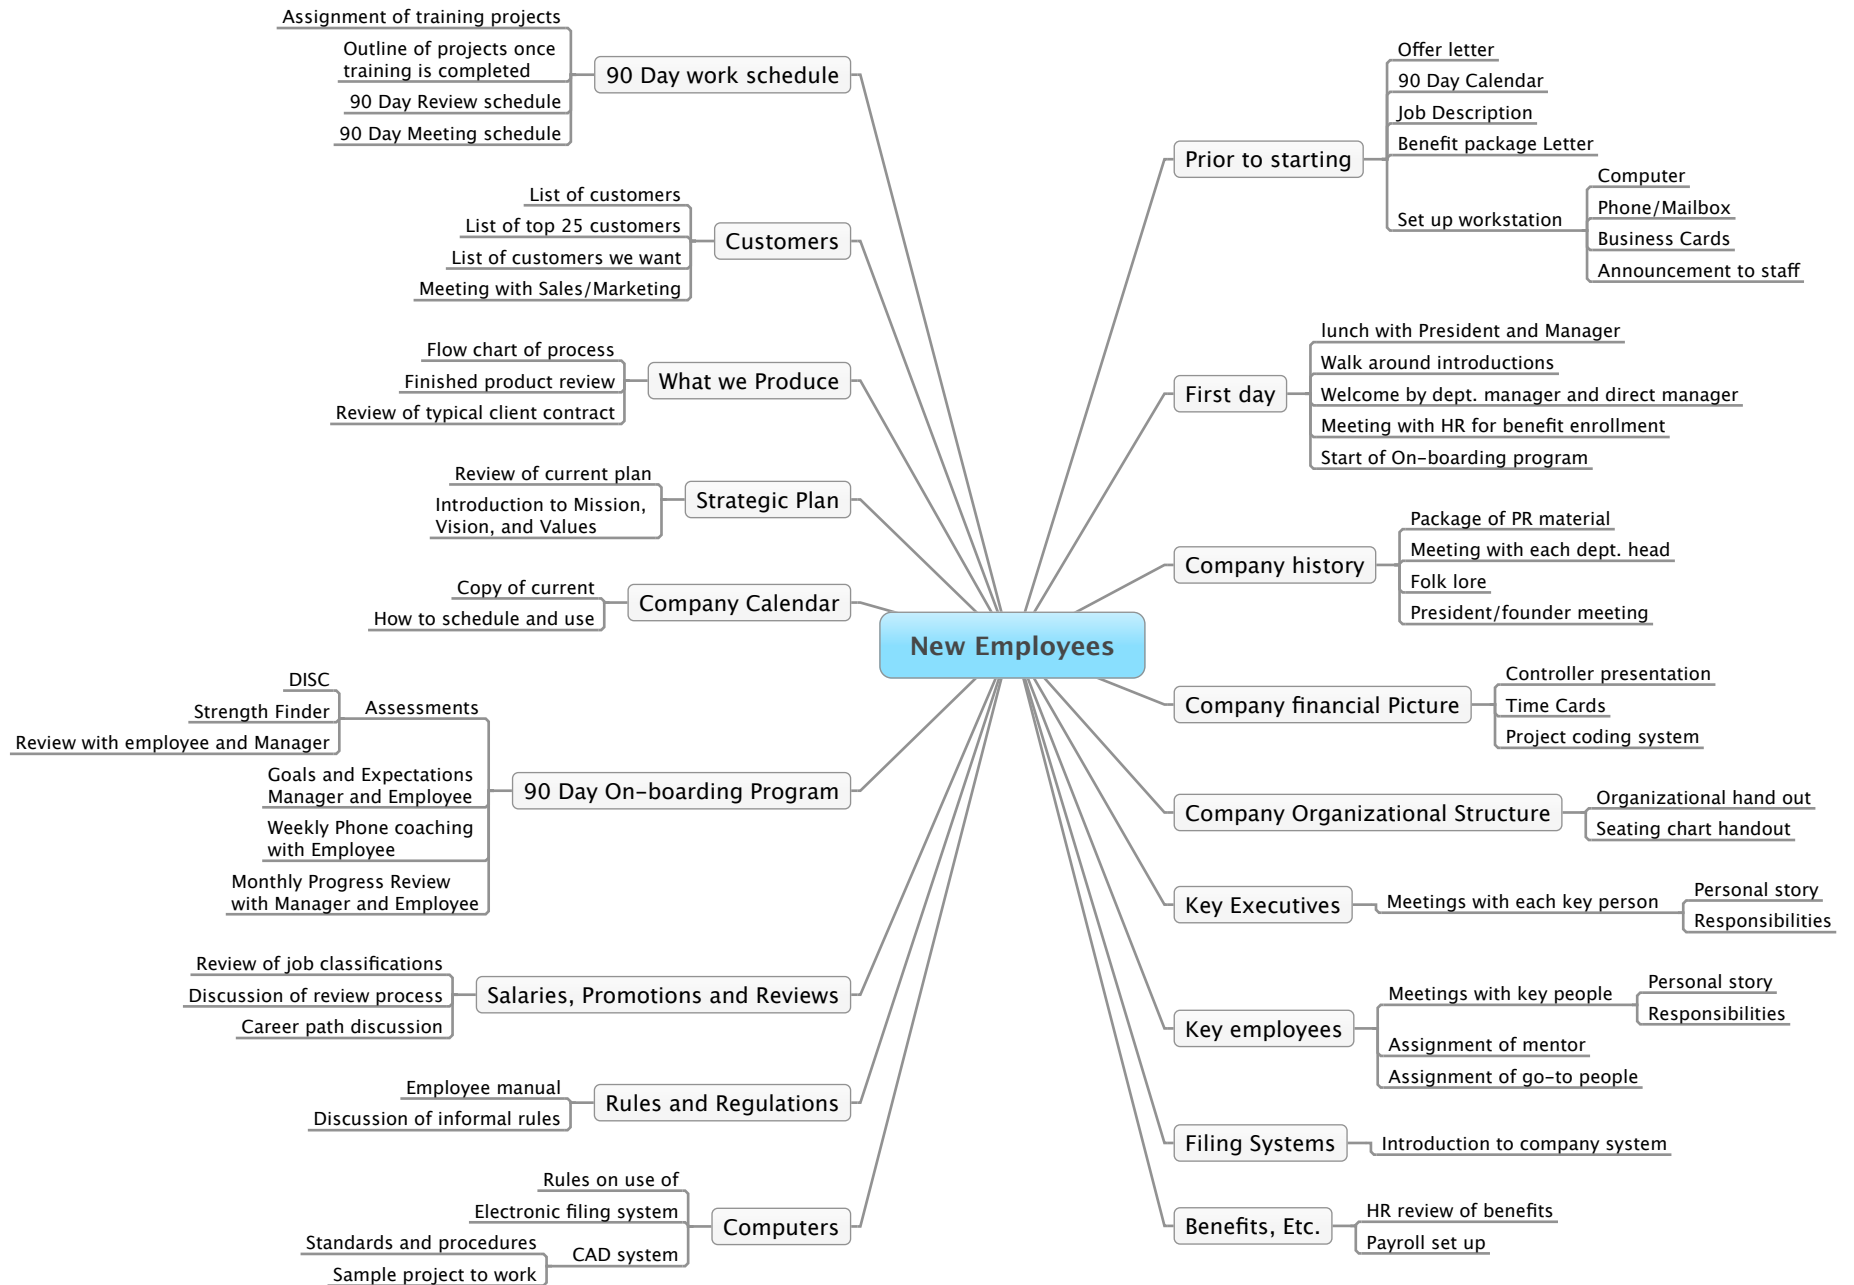 New Employees
Prior to starting
Offer letter
90 Day Calendar
Job Description
Benefit package Letter
Set up workstation
Computer
Phone/Mailbox
Business Cards
Announcement to staff
First day
lunch with President and Manager
Walk around introductions
Welcome by dept. manager and direct manager
Meeting with HR for benefit enrollment
Start of On-boarding program
Company history
Package of PR material
Meeting with each dept. head
Folk lore
President/founder meeting
Company financial Picture
Controller presentation
Time Cards
Project coding system
Company Organizational Structure
Organizational hand out
Seating chart handout
Key Executives
Meetings with each key person
Personal story
Responsibilities
Key employees
Meetings with key people
Personal story
Responsibilities
Assignment of mentor
Assignment of go-to people
Filing Systems
Introduction to company system
Benefits, Etc.
HR review of benefits
Payroll set up
90 Day work schedule
Assignment of training projects
Outline of projects once
training is completed
90 Day Review schedule
90 Day Meeting schedule
Customers
List of customers
List of top 25 customers
List of customers we want
Meeting with Sales/Marketing
What we Produce
Flow chart of process
Finished product review
Review of typical client contract
Strategic Plan
Review of current plan
Introduction to Mission,
Vision, and Values
Company Calendar
Copy of current
How to schedule and use
90 Day On-boarding Program
Assessments
DISC
Strength Finder
Review with employee and Manager
Goals and Expectations
Manager and Employee
Weekly Phone coaching
with Employee
Monthly Progress Review
with Manager and Employee
Salaries, Promotions and Reviews
Review of job classifications
Discussion of review process
Career path discussion
Rules and Regulations
Employee manual
Discussion of informal rules
Computers
Rules on use of
Electronic filing system
CAD system
Standards and procedures
Sample project to work